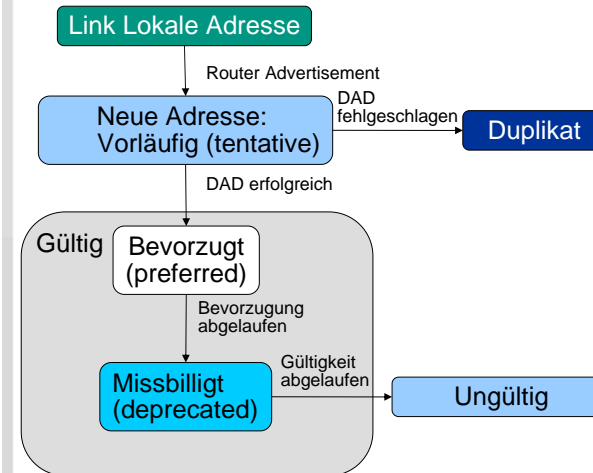 Link Lokale Adresse
Router Advertisement
Neue Adresse:
Vorläufig (tentative)
DAD
fehlgeschlagen
Duplikat
DAD erfolgreich
Gültig
Bevorzugt
(preferred)
Bevorzugung
abgelaufen
Missbilligt
(deprecated)
Gültigkeit
abgelaufen
Ungültig